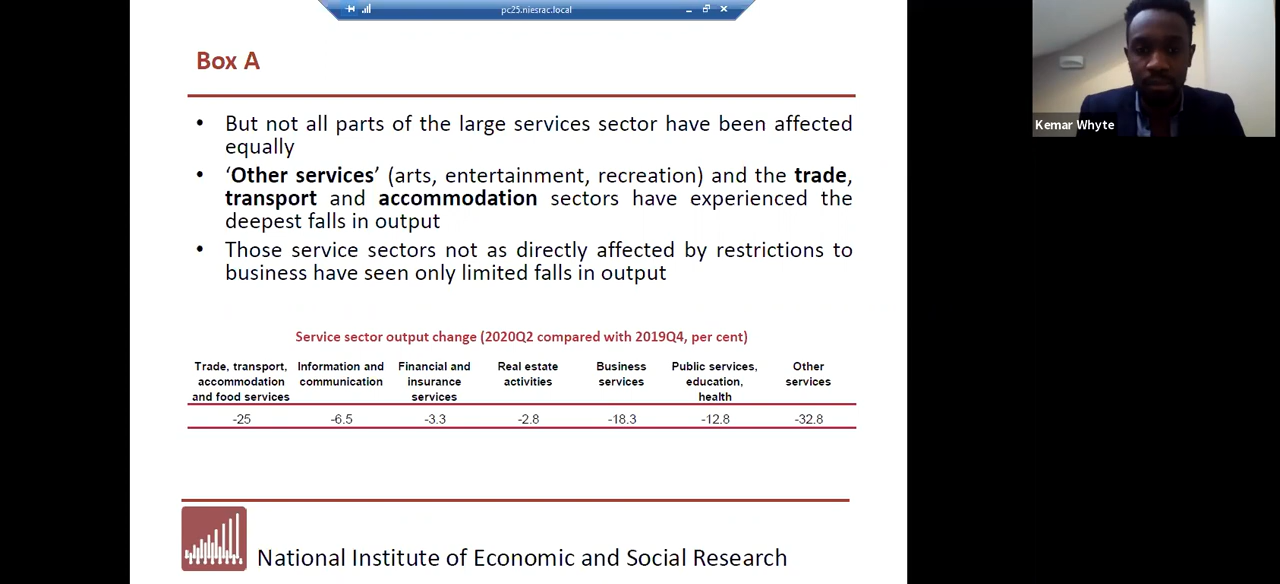 pc25.niesrac.local
Box A
• But not all parts of the large services sector have been affected
equally
• ‘Other services’ (arts, entertainment, recreation) and the trade,
transport and accommodation sectors have experienced the
deepest falls in output
• Those service sectors not as directly affected by restrictions to
business have seen only limited falls in output
Service sector output change (2020Q2 compared with 2019Q4, per cent)
Trade, transport, Information and Financial and Real estate Business Public services, Other
accommodation communication insurance activities services education, services
and food services services health
-25 -6.5 -3.3 -2.8 -18.3 -12.8 -32.8
National Institute of Economic and Social Research
Kemar Whyte